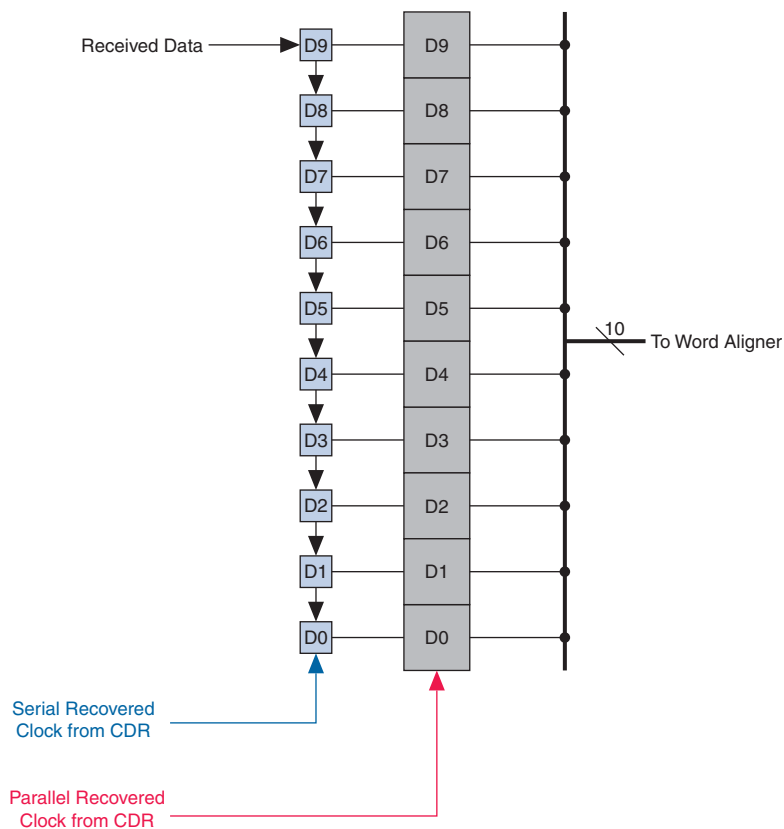 Received Data
D9
D9
D8
D8
D7
D7
D6
D6
D5
D5
10
To Word Aligner
D4
D4
D3
D3
D2
D2
D1
D1
D0
D0
Serial Recovered
Clock from CDR
Parallel Recovered
Clock from CDR